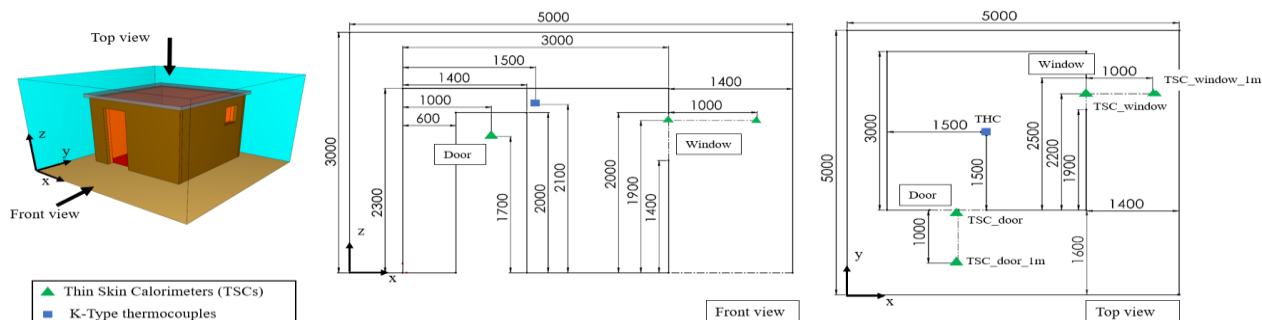 Top view
z
y
x
Front view
Thin Skin Calorimeters (TSCs)
K-Type thermocouples
5000
3000
1500
1400
1400
1000
1000
600
Door
Window
3000
2300
1700
2000
2100
2000
1900
1400
z
x
Front view
5000
Window
1000
TSC_window_1m
TSC_window
THC
1500
3000
5000
1500
2500
2200
1900
Door
1400
TSC_door
1000
TSC_door_1m
1600
y
x
Top view